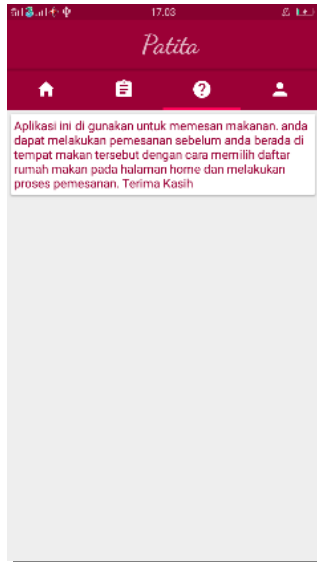 17.03
Patita
Aplikasi ini di gunakan untuk memesan makanan. anda
dapat melakukan pemesanan sebelum anda berada di
tempat makan tersebut dengan cara memilih daftar
rumah makan pada halaman home dan melakukan
proses pemesanan. Terima Kasih